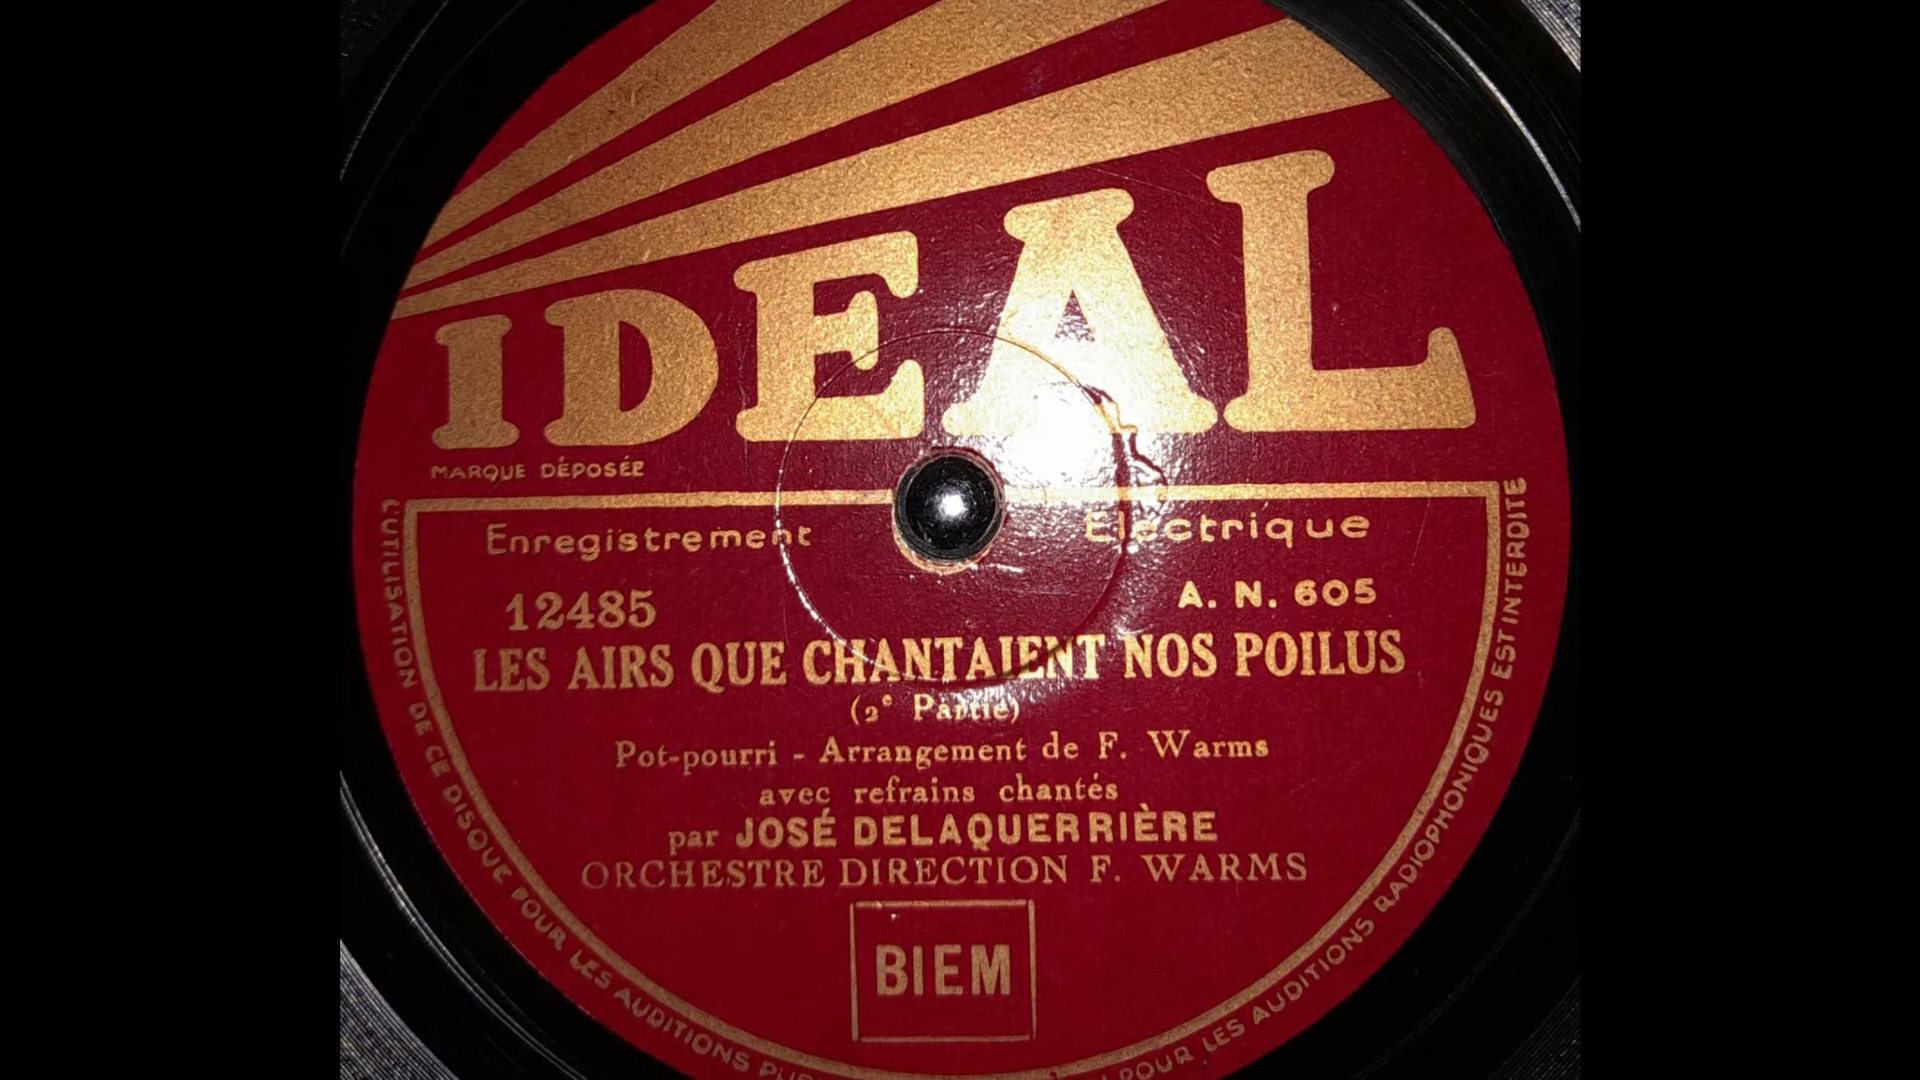 IDEAL
MARQUE DÉPOSÉE
Enregistrement Electrique
12485 A. N. 605
LES AIRS QUE CHANTAIENT NOS POILUS
(2e Partie)
Pot-pourri - Arrangement de F. Warms
avec refrains chantés
par JOSÉ DELAQUERRIÈRE
ORCHESTRE DIRECTION F. WARMS
BIEM
L'UTILISATION DE CE DISQUE POUR LES AUDITIONS
POUR LES AUDITIONS RADIOPHONIQUES EST INTERDITE